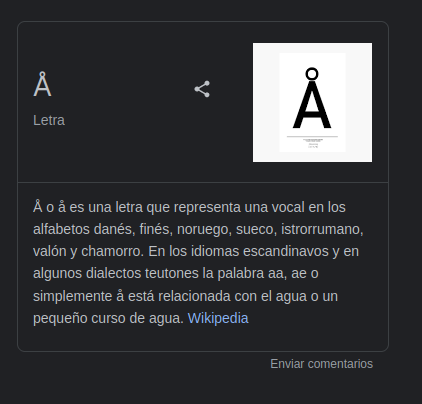 Å
Letra
Å
Å o å es una letra que representa una vocal en los
alfabetos danés, finés, noruego, sueco, istrorrumano,
valón y chamorro. En los idiomas escandinavos y en
algunos dialectos teutones la palabra aa, ae o
simplemente å está relacionada con el agua o un
pequeño curso de agua. Wikipedia
Enviar comentarios